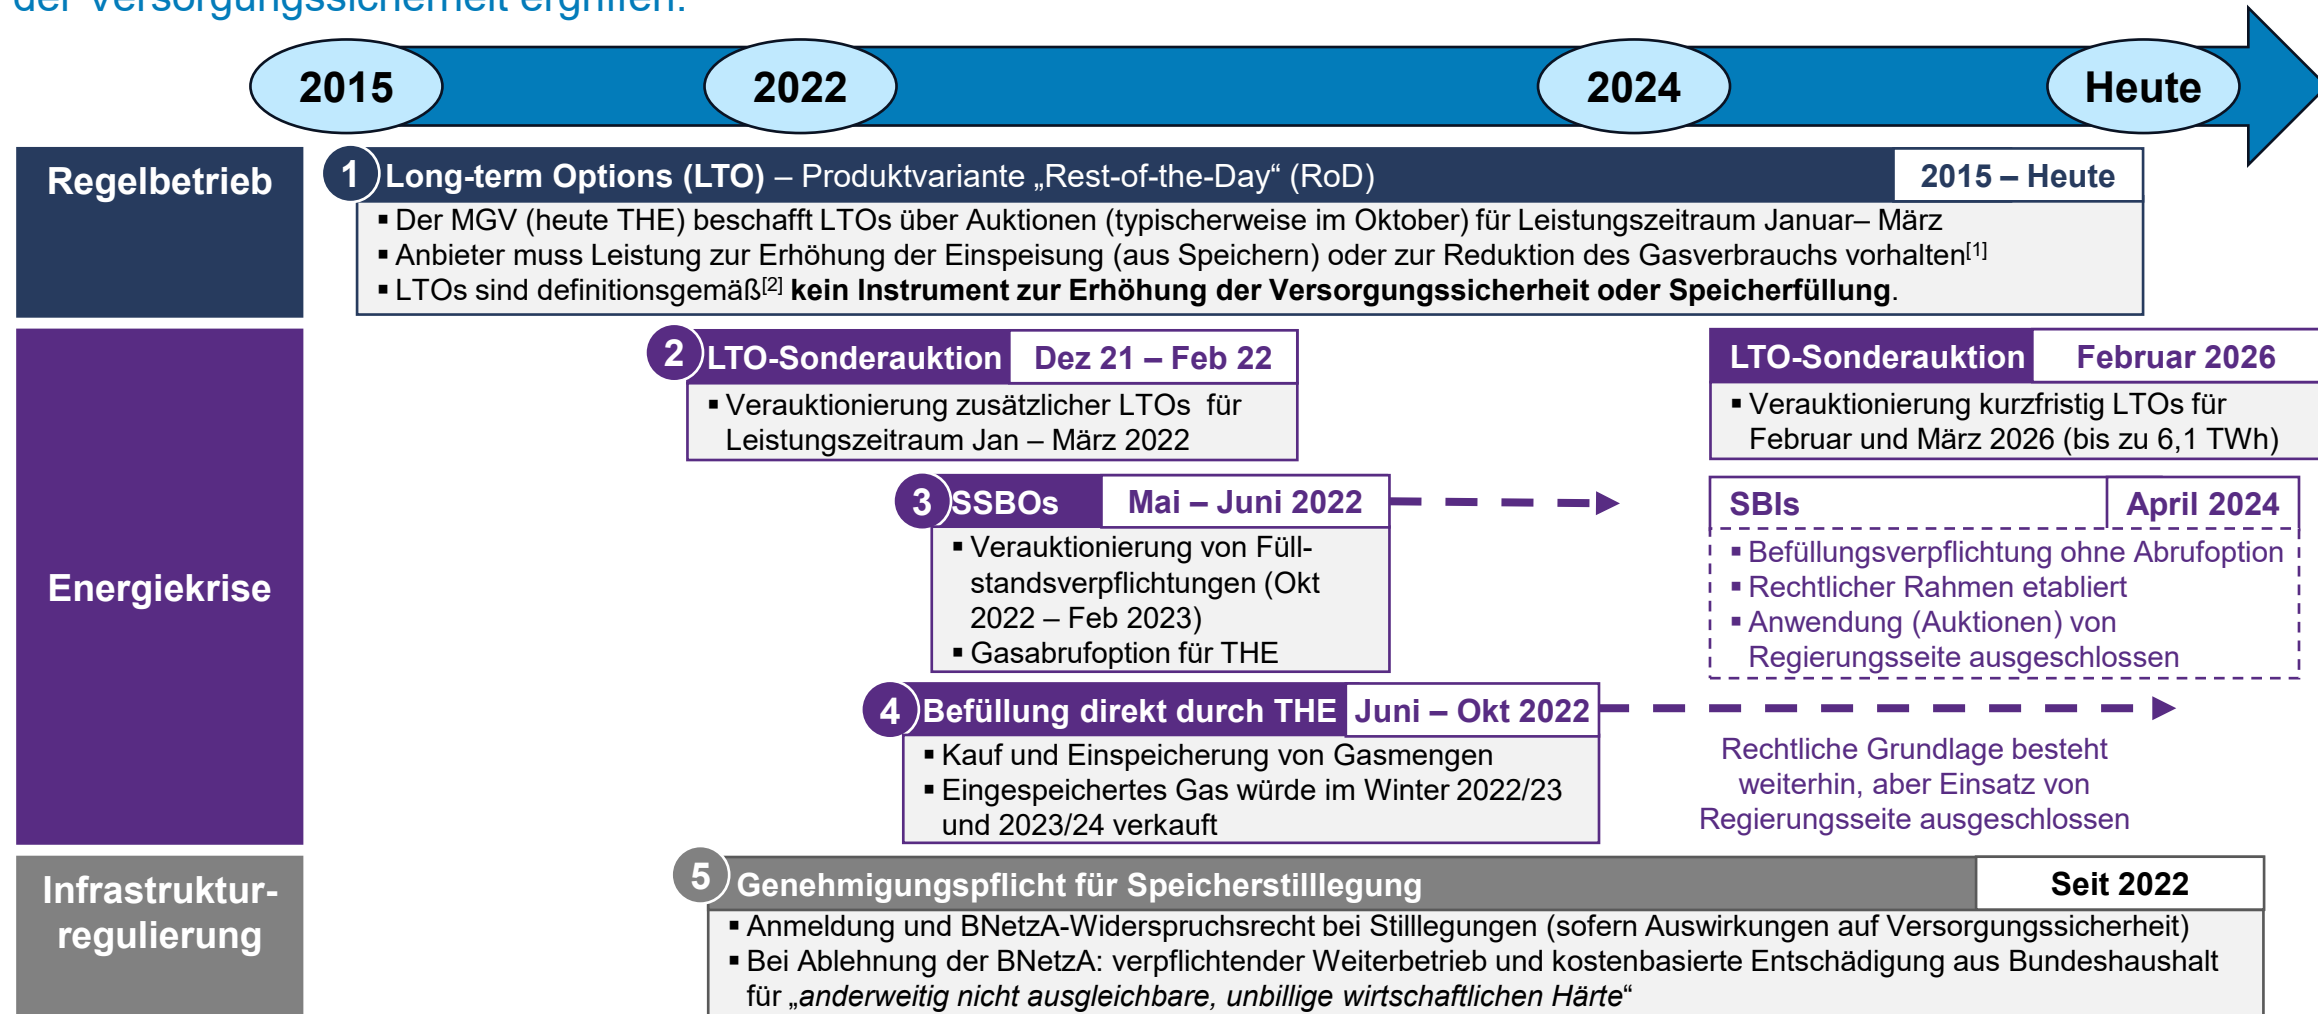 der Versorgungssicherheit ergriffen.
2015
2022
2024
Heute
Regelbetrieb
1 Long-term Options (LTO) – Produktvariante „Rest-of-the-Day“ (RoD)
2015 – Heute
▪ Der MGV (heute THE) beschafft LTOs über Auktionen (typischerweise im Oktober) für Leistungszeitraum Januar– März
▪ Anbieter muss Leistung zur Erhöhung der Einspeisung (aus Speichern) oder zur Reduktion des Gasverbrauchs vorhalten[1]
▪ LTOs sind definitionsgemäß[2] kein Instrument zur Erhöhung der Versorgungssicherheit oder Speicherfüllung.
Energiekrise
2 LTO-Sonderauktion
Dez 21 – Feb 22
▪ Verauktionierung zusätzlicher LTOs für
Leistungszeitraum Jan – März 2022
LTO-Sonderauktion
Februar 2026
▪ Verauktionierung kurzfristig LTOs für
Februar und März 2026 (bis zu 6,1 TWh)
3 SSBOs
Mai – Juni 2022
▪ Verauktionierung von Füll-
standsverpflichtungen (Okt
2022 – Feb 2023)
▪ Gasabrufoption für THE
SBIs
April 2024
▪ Befüllungsverpflichtung ohne Abrufoption
▪ Rechtlicher Rahmen etabliert
▪ Anwendung (Auktionen) von
Regierungsseite ausgeschlossen
4 Befüllung direkt durch THE
Juni – Okt 2022
▪ Kauf und Einspeicherung von Gasmengen
▪ Eingespeichertes Gas würde im Winter 2022/23
und 2023/24 verkauft
Rechtliche Grundlage besteht
weiterhin, aber Einsatz von
Regierungsseite ausgeschlossen
Infrastruktur-
regulierung
5 Genehmigungspflicht für Speicherstilllegung
Seit 2022
▪ Anmeldung und BNetzA-Widerspruchsrecht bei Stilllegungen (sofern Auswirkungen auf Versorgungssicherheit)
▪ Bei Ablehnung der BNetzA: verpflichtender Weiterbetrieb und kostenbasierte Entschädigung aus Bundeshaushalt
für „anderweitig nicht ausgleichbare, unbillige wirtschaftlichen Härte“